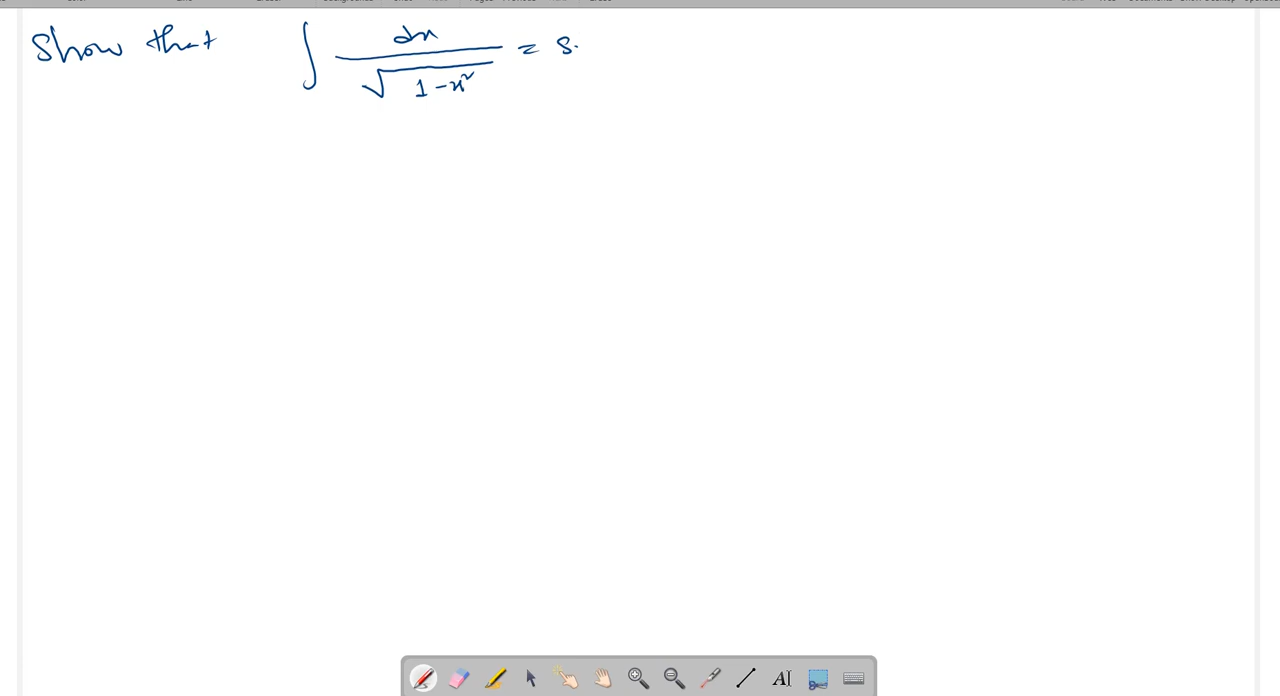 Show that ∫ dx / √(1-x²) = s.